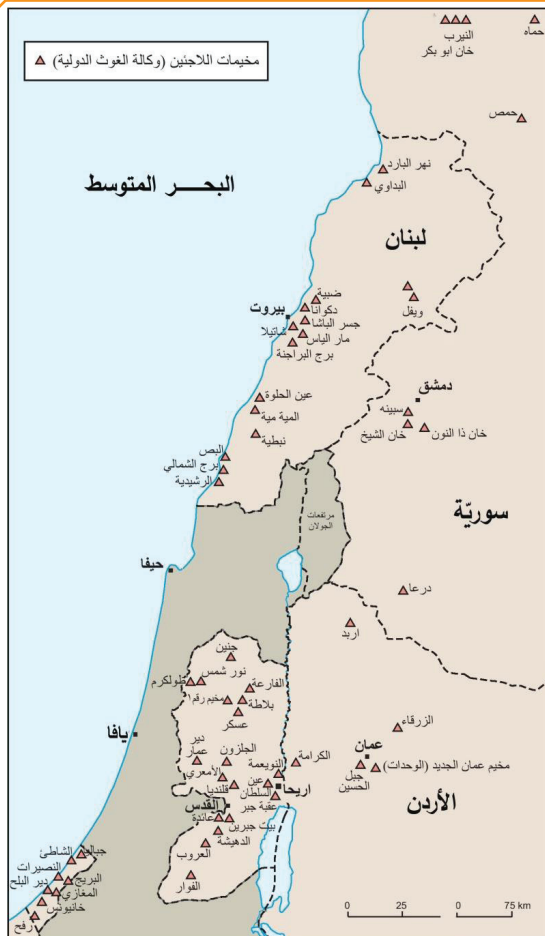 مخيمات اللاجئين (وكالة الغوث الدولية)
النيرب
خان ابو بكر
حماه
حمص
البحـــر المتوسط
نهر البارد
البداوي
لبنان
ويفل
ضبية
دكوانا
بيروت
جسر الباشا
شاتيلا
مار الياس
برج البراجنة
دمشق
سبينه
خان الشيخ
خان ذا النون
عين الحلوة
المية مية
نبطية
البص
برج الشمالي
الرشيدية
مرتفعات
الجولان
سوريّة
حيفا
درعا
اربد
جنين
نور شمس
طولكرم
الفارعة
مخيم رقم ١
بلاطة
عسكر
يافا
دير
عمار
الجلزون
الأمعري
قلنديا
النويعمة
عين
السلطان
اريحا
عقبة جبر
الكرامة
الزرقاء
عمان
جبل
الحسين
مخيم عمان الجديد (الوحدات)
الأردن
القدس
عائدة
بيت جبرين
الدهيشة
العروب
الفوار
جباليا
الشاطئ
النصيرات
البريج
دير البلح
المغازي
خانيونس
رفح
0 25
0 75 km